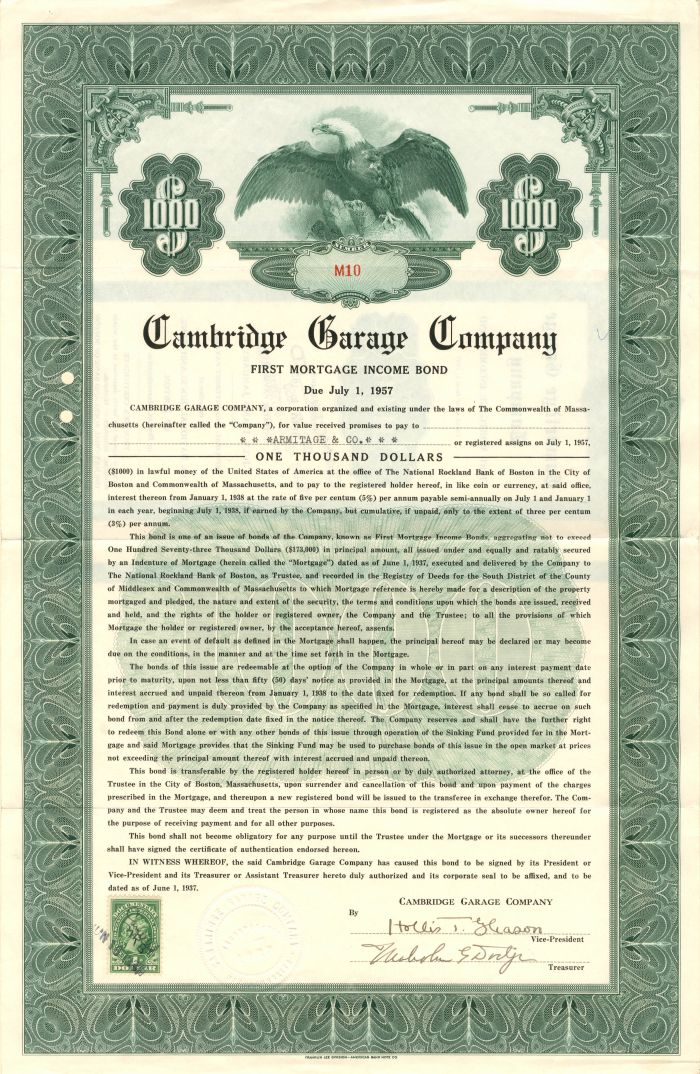 $1000
$1000
NUMBER
M10
Cambridge Garage Company
FIRST MORTGAGE INCOME BOND
Due July 1, 1957
CAMBRIDGE GARAGE COMPANY, a corporation organized and existing under the laws of The Commonwealth of Massa-
chusetts (hereinafter called the "Company"), for value received promises to pay to
* * *ARMITAGE & CO.* * * or registered assigns on July 1, 1957,
ONE THOUSAND DOLLARS
($1000) in lawful money of the United States of America at the office of The National Rockland Bank of Boston in the City of
Boston and Commonwealth of Massachusetts, and to pay to the registered holder hereof, in like coin or currency, at said office,
interest thereon from January 1, 1938 at the rate of five per centum (5%) per annum payable semi-annually on July 1 and January 1
in each year, beginning July 1, 1938, if earned by the Company, but cumulative, if unpaid, only to the extent of three per centum
(3%) per annum.
This bond is one of an issue of bonds of the Company, known as First Mortgage Income Bonds, aggregating not to exceed
One Hundred Seventy-three Thousand Dollars ($173,000) in principal amount, all issued under and equally and ratably secured
by an Indenture of Mortgage (herein called the "Mortgage") dated as of June 1, 1937, executed and delivered by the Company to
The National Rockland Bank of Boston, as Trustee, and recorded in the Registry of Deeds for the South District of the County
of Middlesex and Commonwealth of Massachusetts to which Mortgage reference is hereby made for a description of the property
mortgaged and pledged, the nature and extent of the security, the terms and conditions upon which the bonds are issued, received
and held, and the rights of the holder or registered owner, the Company and the Trustee; to all the provisions of which
Mortgage the holder or registered owner, by the acceptance hereof, assents.
In case an event of default as defined in the Mortgage shall happen, the principal hereof may be declared or may become
due on the conditions, in the manner and at the time set forth in the Mortgage.
The bonds of this issue are redeemable at the option of the Company in whole or in part on any interest payment date
prior to maturity, upon not less than fifty (50) days' notice as provided in the Mortgage, at the principal amounts thereof and
interest accrued and unpaid thereon from January 1, 1938 to the date fixed for redemption. If any bond shall be so called for
redemption and payment is duly provided by the Company as specified in the Mortgage, interest shall cease to accrue on such
bond from and after the redemption date fixed in the notice thereof. The Company reserves and shall have the further right
to redeem this Bond alone or with any other bonds of this issue through operation of the Sinking Fund provided for in the Mort-
gage and said Mortgage provides that the Sinking Fund may be used to purchase bonds of this issue in the open market at prices
not exceeding the principal amount thereof with interest accrued and unpaid thereon.
This bond is transferable by the registered holder hereof in person or by duly authorized attorney, at the office of the
Trustee in the City of Boston, Massachusetts, upon surrender and cancellation of this bond and upon payment of the charges
prescribed in the Mortgage, and thereupon a new registered bond will be issued to the transferee in exchange therefor. The Com-
pany and the Trustee may deem and treat the person in whose name this bond is registered as the absolute owner hereof for
the purpose of receiving payment and for all other purposes.
This bond shall not become obligatory for any purpose until the Trustee under the Mortgage or its successors thereunder
shall have signed the certificate of authentication endorsed hereon.
IN WITNESS WHEREOF, the said Cambridge Garage Company has caused this bond to be signed by its President or
Vice-President and its Treasurer or Assistant Treasurer hereto duly authorized and its corporate seal to be affixed, and to be
dated as of June 1, 1937.
CAMBRIDGE GARAGE COMPANY
By Hollis T. Gleason
Vice-President
Malcolm G Dodge
Treasurer
DOCUMENTARY
DOLLAR
FRANKLIN LEE DIVISION - AMERICAN BANK NOTE CO.